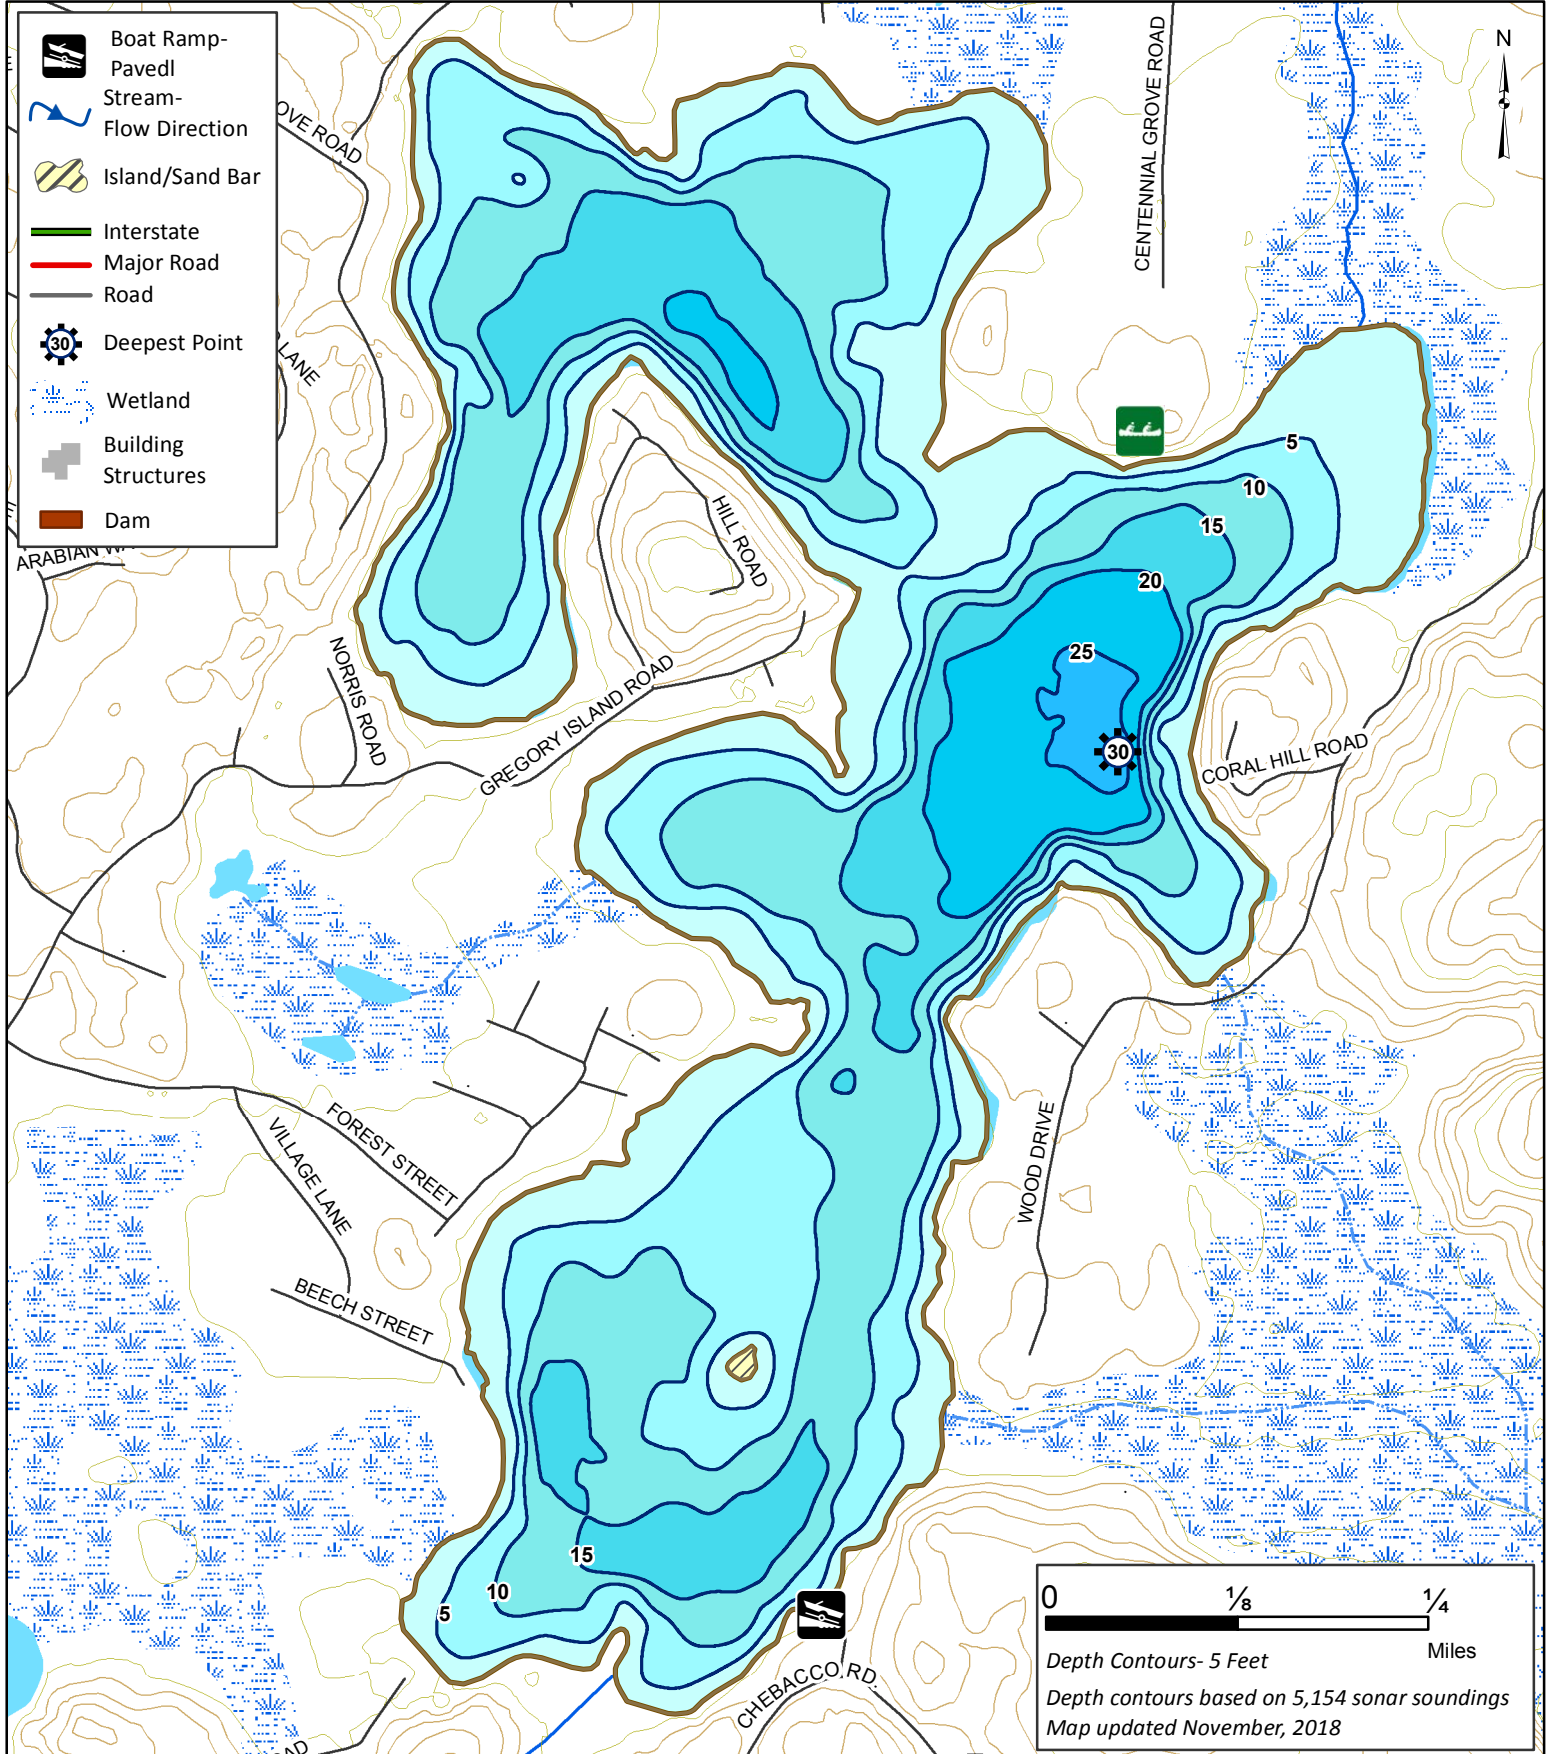 Boat Ramp-
Pavedl
Stream-
Flow Direction
Island/Sand Bar
Interstate
Major Road
Road
30
Deepest Point
Wetland
Building
Structures
Dam
OVE ROAD
LANE
ARABIAN
CENTENNIAL GROVE ROAD
N
HILL ROAD
NORRIS ROAD
GREGORY ISLAND ROAD
5
10
15
20
25
30
CORAL HILL ROAD
FOREST STREET
VILLAGE LANE
BEECH STREET
WOOD DRIVE
15
10
5
CHEBACCO RD.
OAD
0 1/8 1/4
Miles
Depth Contours- 5 Feet
Depth contours based on 5,154 sonar soundings
Map updated November, 2018